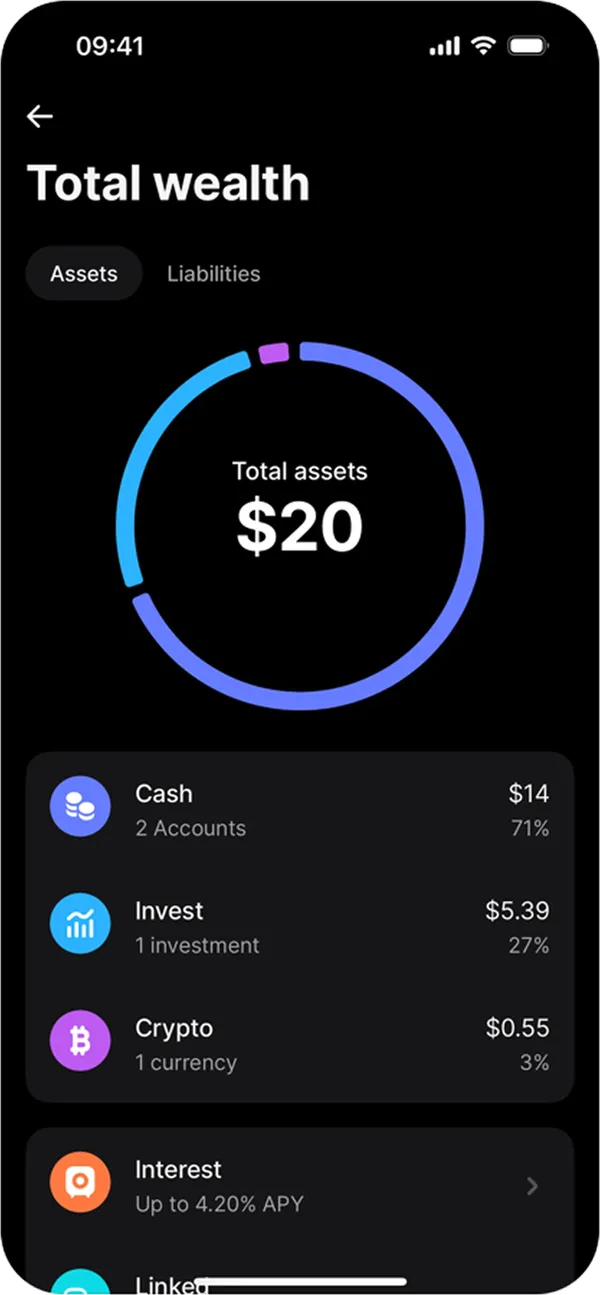 09:41
Total wealth
Assets Liabilities
Total assets
$20
Cash $14
2 Accounts 71%
Invest $5.39
1 investment 27%
Crypto $0.55
1 currency 3%
Interest
Up to 4.20% APY
Linked